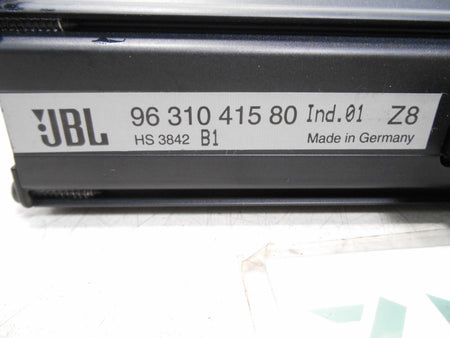 JBL 96 310 415 80 Ind.01 Z8
HS 3842 B1 Made in Germany